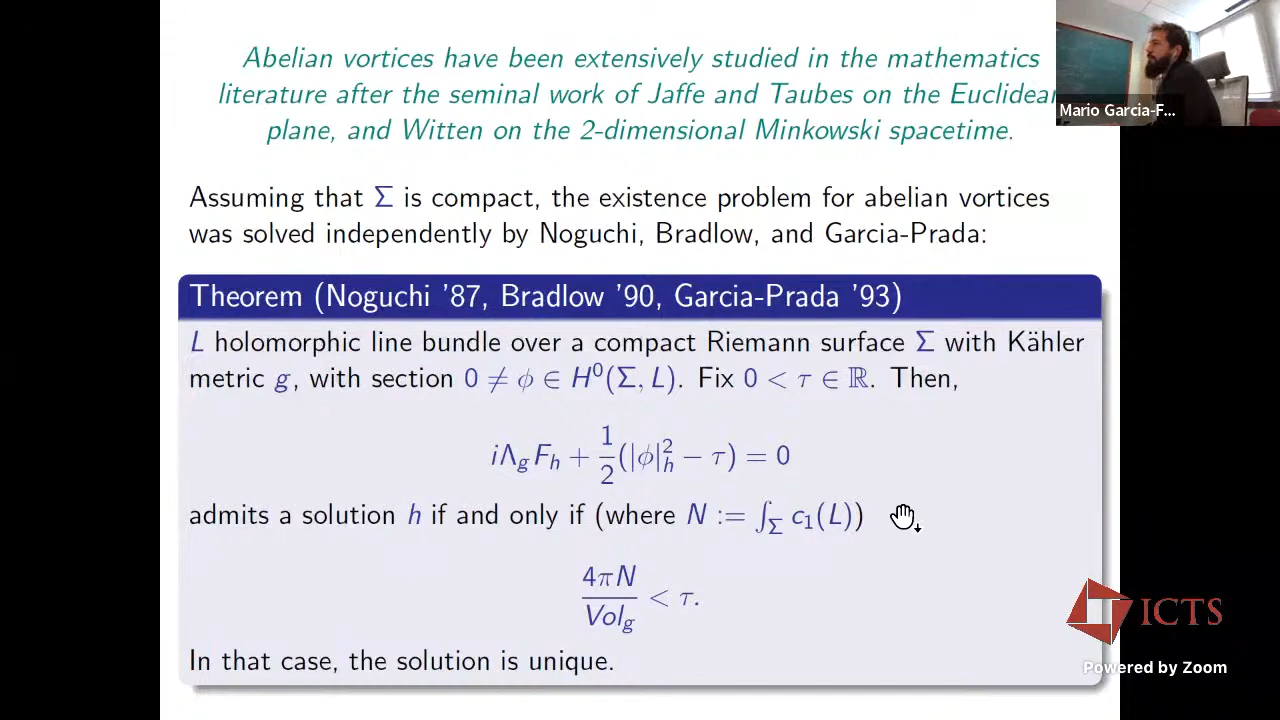 Abelian vortices have been extensively studied in the mathematics
literature after the seminal work of Jaffe and Taubes on the Euclidean
plane, and Witten on the 2-dimensional Minkowski spacetime.
Mario Garcia-F...
Assuming that Σ is compact, the existence problem for abelian vortices
was solved independently by Noguchi, Bradlow, and Garcia-Prada:
Theorem (Noguchi '87, Bradlow '90, Garcia-Prada '93)
L holomorphic line bundle over a compact Riemann surface Σ with Kähler
metric g, with section 0 ≠ ϕ ∈ H⁰(Σ, L). Fix 0 < τ ∈ ℝ. Then,
iΛ_g F_h + 1/2(|ϕ|²_h − τ) = 0
admits a solution h if and only if (where N := ∫_Σ c₁(L))
4πN/Vol_g < τ.
In that case, the solution is unique.
ICTS
Powered by Zoom